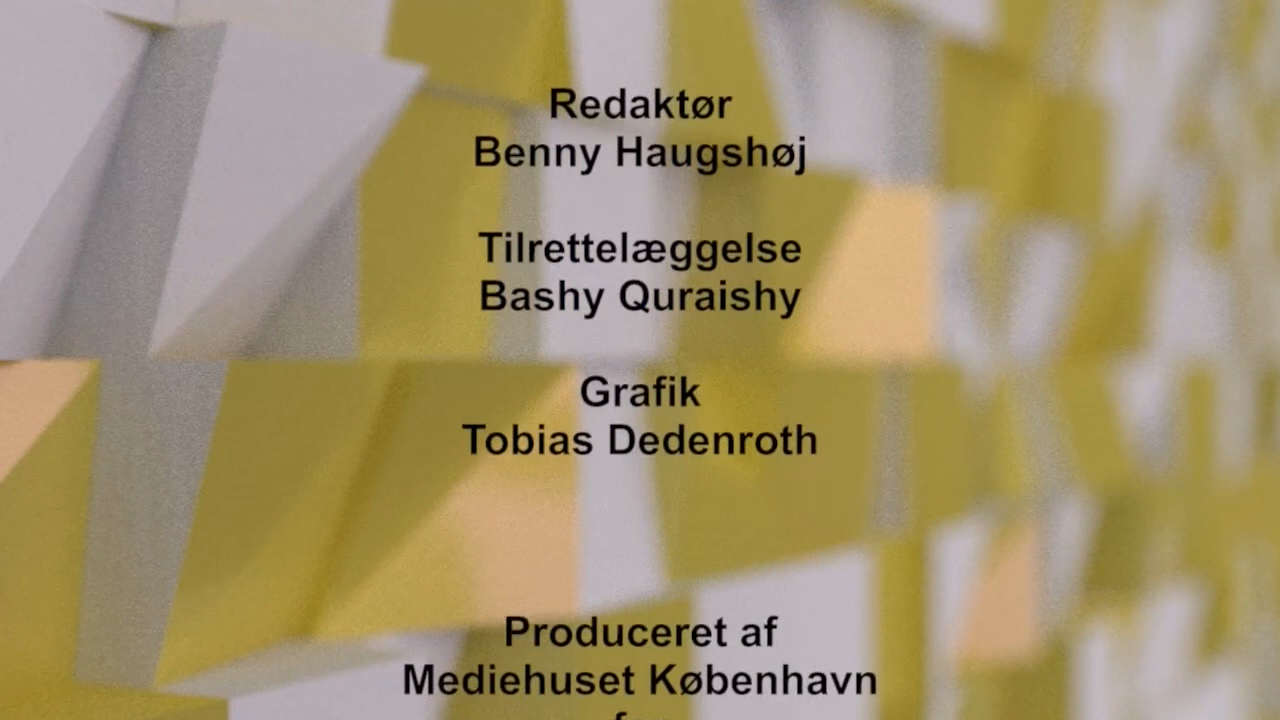 Redaktør
Benny Haugshøj
Tilrettelæggelse
Bashy Quraishy
Grafik
Tobias Dedenroth
Produceret af
Mediehuset København